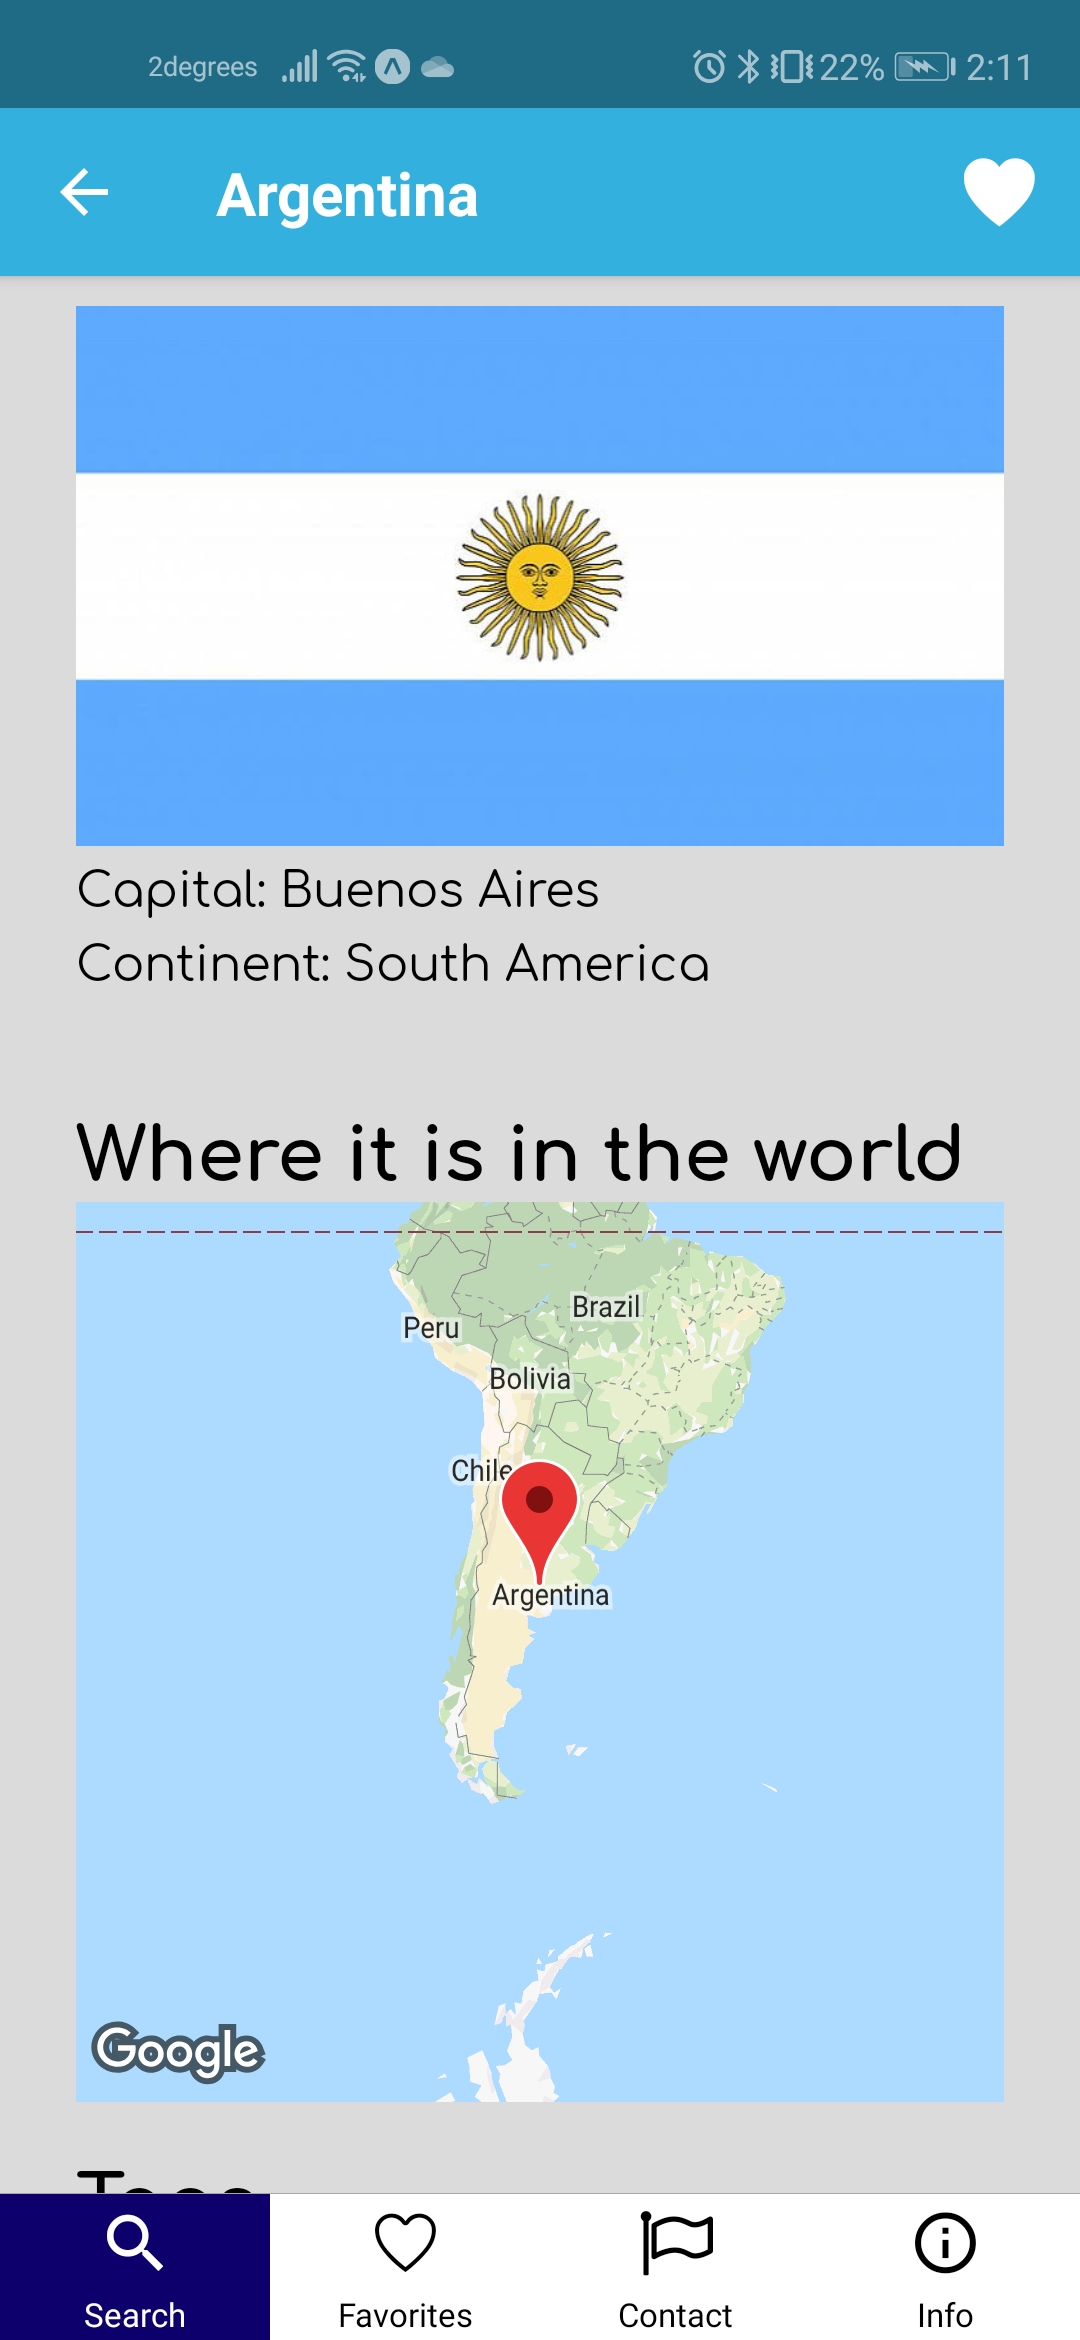 2degrees 22% 2:11
Argentina
Capital: Buenos Aires
Continent: South America
Where it is in the world
Brazil
Peru
Bolivia
Chile
Argentina
Google
Search Favorites Contact Info